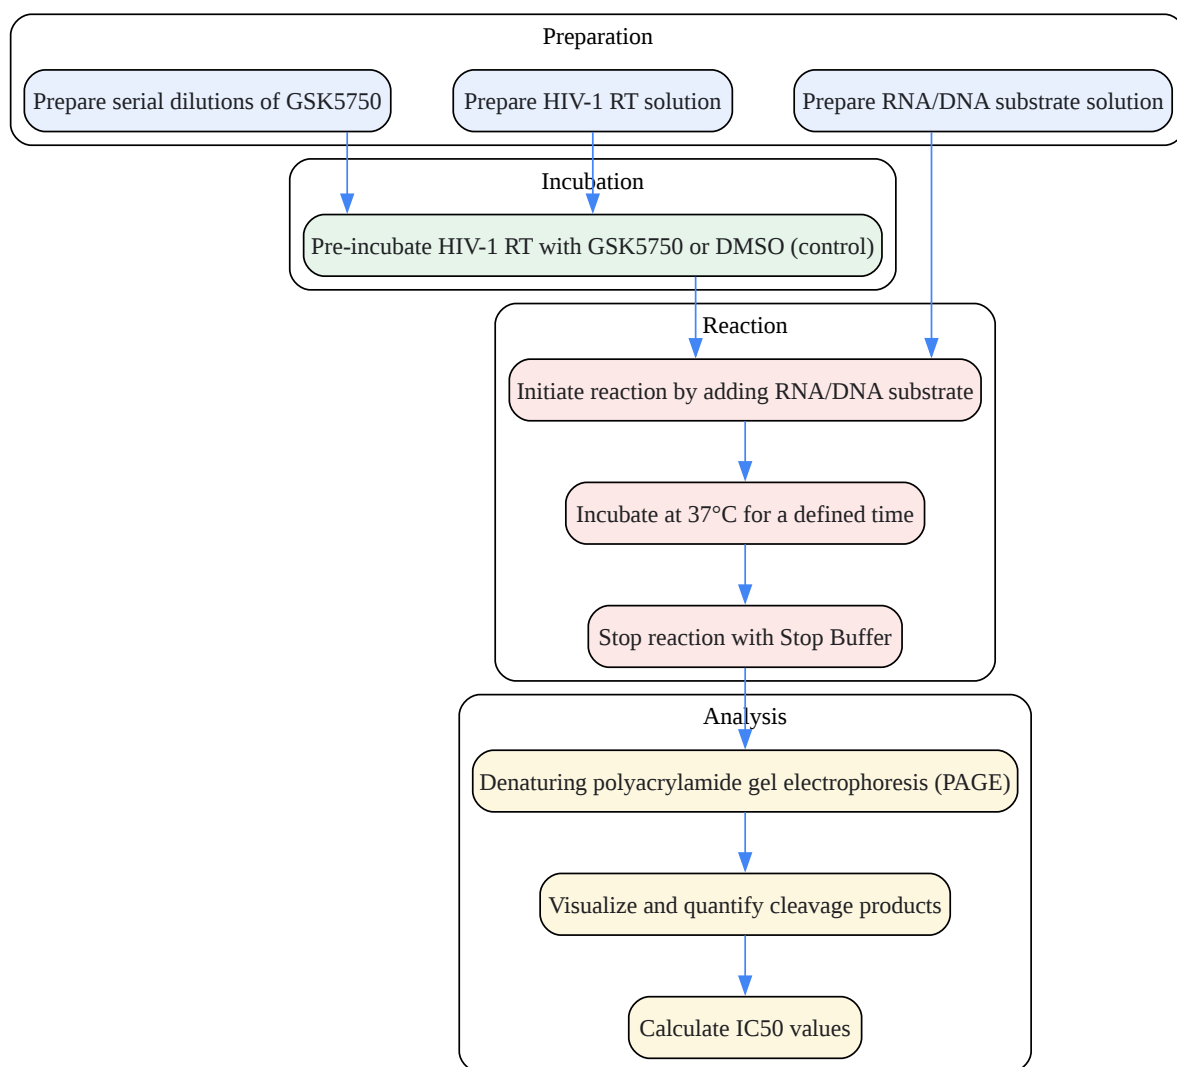 Preparation
Prepare serial dilutions of GSK5750
Prepare HIV-1 RT solution
Prepare RNA/DNA substrate solution
Incubation
Pre-incubate HIV-1 RT with GSK5750 or DMSO (control)
Reaction
Initiate reaction by adding RNA/DNA substrate
Incubate at 37°C for a defined time
Stop reaction with Stop Buffer
Analysis
Denaturing polyacrylamide gel electrophoresis (PAGE)
Visualize and quantify cleavage products
Calculate IC50 values